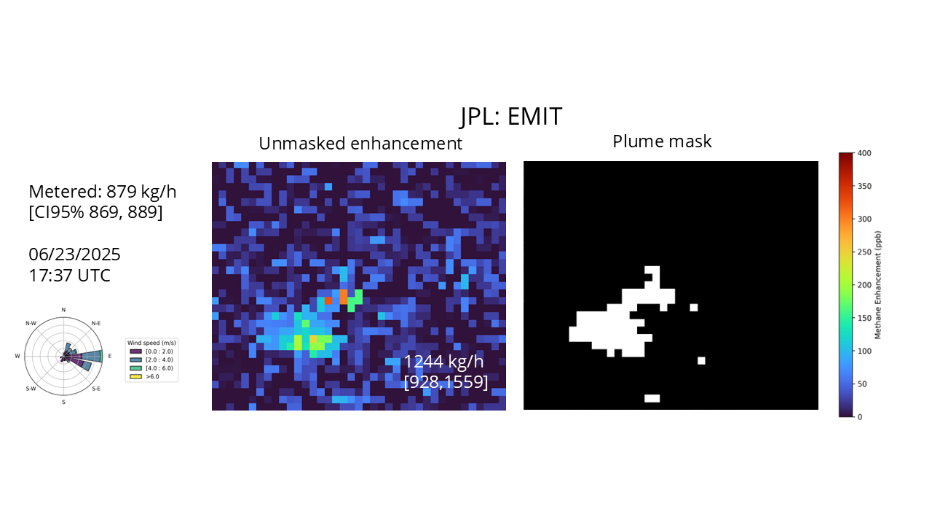 JPL: EMIT
Unmasked enhancement
Plume mask
Metered: 879 kg/h
[CI95% 869, 889]
06/23/2025
17:37 UTC
N
N-W
N-E
W
E
S-W
S-E
S
Wind speed (m/s)
[0.0 : 2.0)
[2.0 : 4.0)
[4.0 : 6.0)
>6.0
1244 kg/h
[928,1559]
400
350
300
250
200
150
100
50
0
Methane Enhancement (ppb)